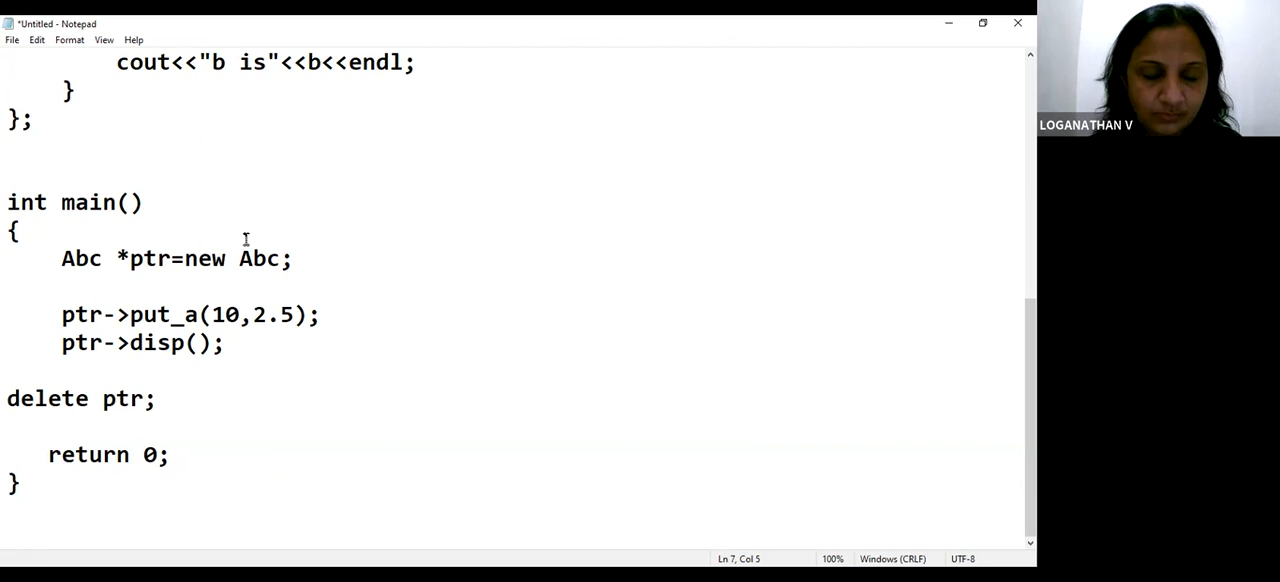 *Untitled - Notepad
File Edit Format View Help
cout<<"b is"<<b<<endl;
}
};
int main()
{
Abc *ptr=new Abc;
ptr->put_a(10,2.5);
ptr->disp();
delete ptr;
return 0;
}
Ln 7, Col 5 100% Windows (CRLF) UTF-8
LOGANATHAN V